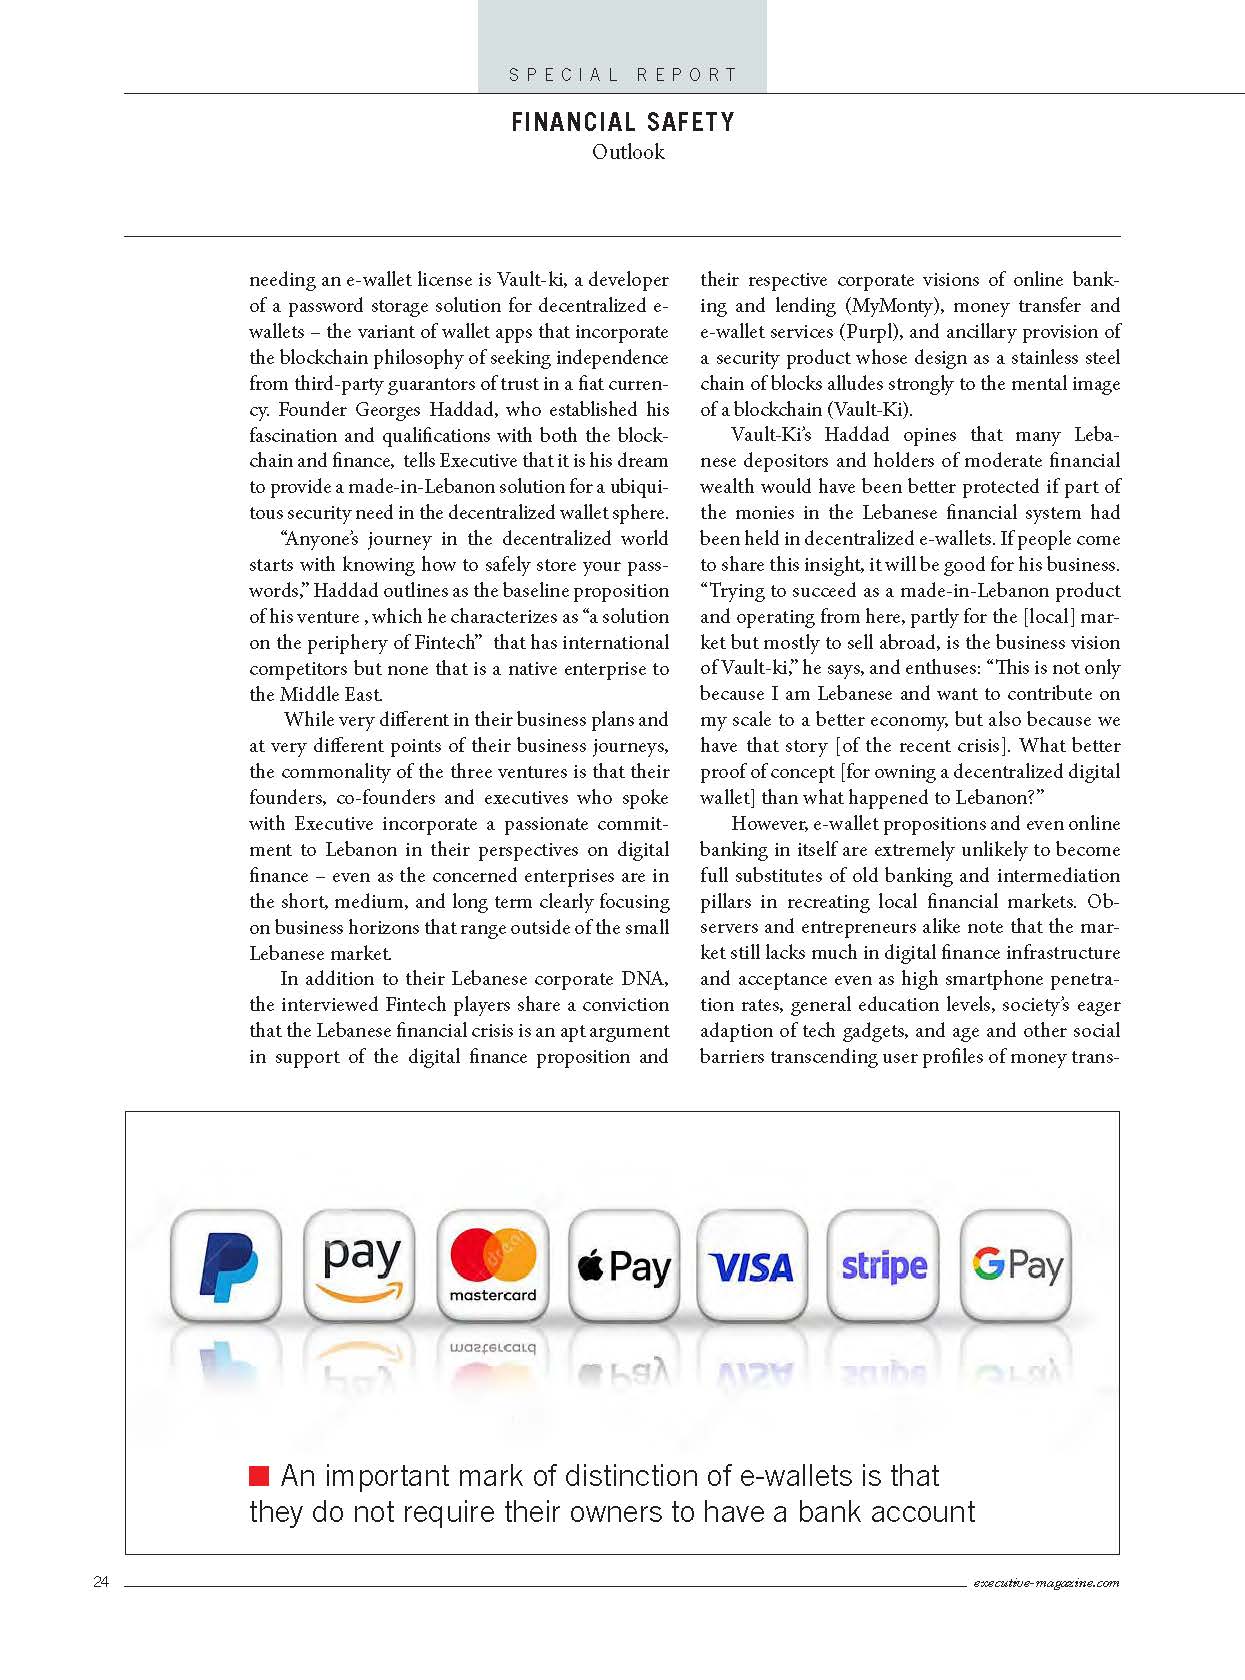 SPECIAL REPORT
FINANCIAL SAFETY
Outlook
needing an e-wallet license is Vault-ki, a developer
of a password storage solution for decentralized e-
wallets – the variant of wallet apps that incorporate
the blockchain philosophy of seeking independence
from third-party guarantors of trust in a fiat curren-
cy. Founder Georges Haddad, who established his
fascination and qualifications with both the block-
chain and finance,  tells Executive that it is his dream
to provide a made-in-Lebanon solution for a ubiqui-
tous security need in the decentralized wallet sphere.
“Anyone’s journey in the decentralized world
starts with knowing how to safely store your pass-
words,” Haddad outlines as the baseline proposition
of his venture , which he characterizes as “a solution
on the periphery of Fintech”  that has international
competitors but none that is a native enterprise to
the Middle East.
While very different in their business plans and
at very different points of their business journeys,
the commonality of the three ventures is that their
founders, co-founders and executives who spoke
with Executive incorporate a passionate commit-
ment to Lebanon in their perspectives on digital
finance – even as the concerned enterprises are in
the short, medium, and long term clearly focusing
on business horizons that range outside of the small
Lebanese market.
In addition to their Lebanese corporate DNA,
the interviewed Fintech players share a conviction
that the Lebanese financial crisis is an apt argument
in support of the digital finance proposition and
their respective corporate visions of online bank-
ing and lending (MyMonty), money transfer and
e-wallet services (Purpl), and ancillary provision of
a security product whose design as a stainless steel
chain of blocks alludes strongly to the mental image
of a blockchain (Vault-Ki).
Vault-Ki’s Haddad opines that many Leba-
nese depositors and holders of moderate financial
wealth would have been better protected if part of
the monies in the Lebanese financial system had
been held in decentralized e-wallets. If people come
to share this insight, it will be good for his business.
“Trying to succeed as a made-in-Lebanon product
and operating from here, partly for the [local] mar-
ket but mostly to sell abroad, is the business vision
of Vault-ki,” he says, and enthuses: “This is not only
because I am Lebanese and want to contribute on
my scale to a better economy, but also because we
have that story [of the recent crisis]. What better
proof of concept [for owning a decentralized digital
wallet] than what happened to Lebanon?”
However, e-wallet propositions and even online
banking in itself are extremely unlikely to become
full substitutes of old banking and intermediation
pillars in recreating local financial markets. Ob-
servers and entrepreneurs alike note that the mar-
ket still lacks much in digital finance infrastructure
and acceptance even as high smartphone penetra-
tion rates, general education levels, society’s eager
adaption of tech gadgets, and age and other social
barriers transcending user profiles of money trans-
pay
mastercard
Pay
VISA
stripe
G Pay
An important mark of distinction of e-wallets is that
they do not require their owners to have a bank account
24
executive-magazine.com